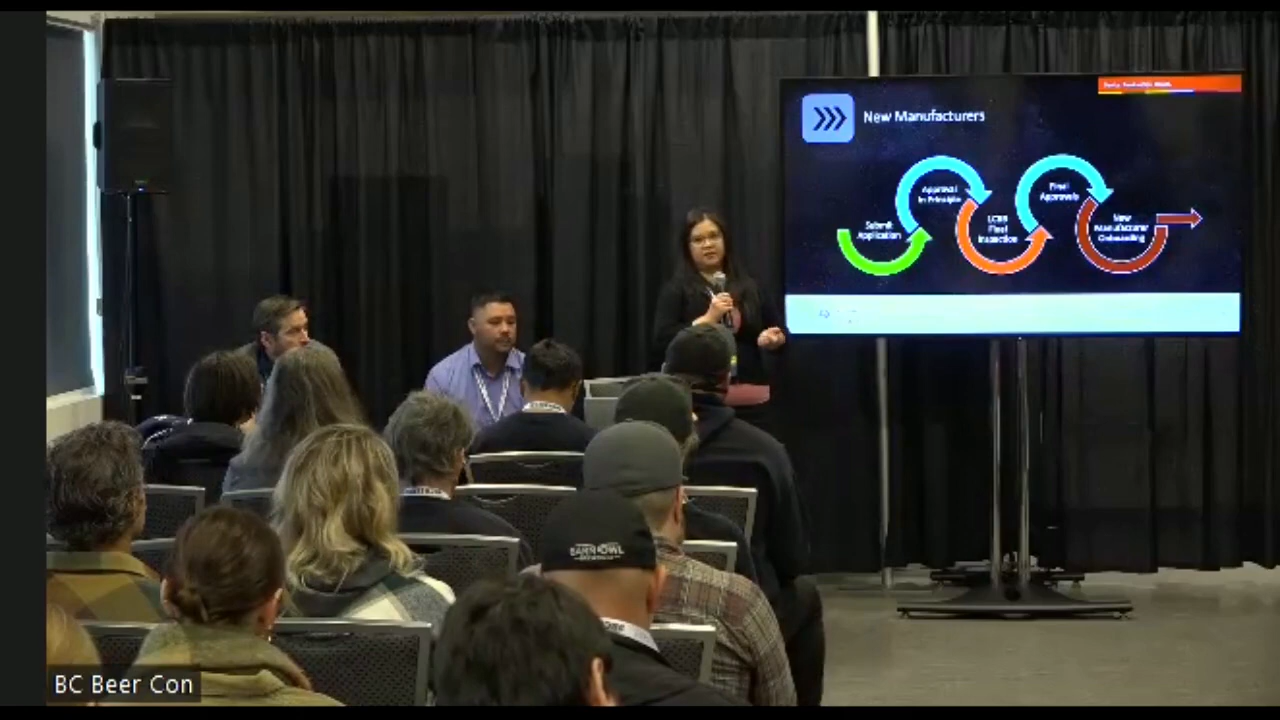 New Manufacturers
Approval
in Principle
Final
Approvals
Submit
Application
LCRB
Final
Inspection
New
Manufacturer
Onboarding
BARN OWL
BC Beer Con